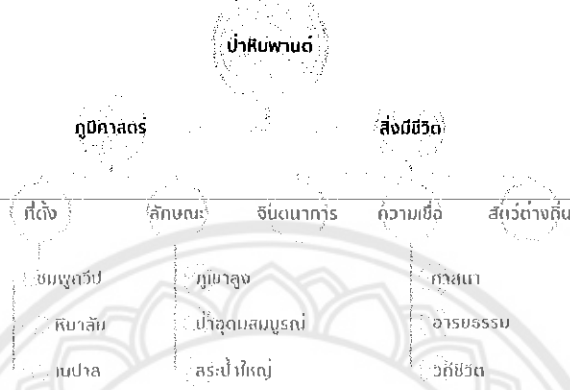 ป่าหิมพานต์
ภูมิศาสตร์ สิ่งมีชีวิต
ที่ตั้ง ลักษณะ จินตนาการ ความเชื่อ สัตว์ต่างถิ่น
ชมพูทวีป ภูเขาสูง ศาสนา
หิมาลัย ป่าอุดมสมบูรณ์ อารยธรรม
เนปาล สระน้ำใหญ่ วิถีชีวิต